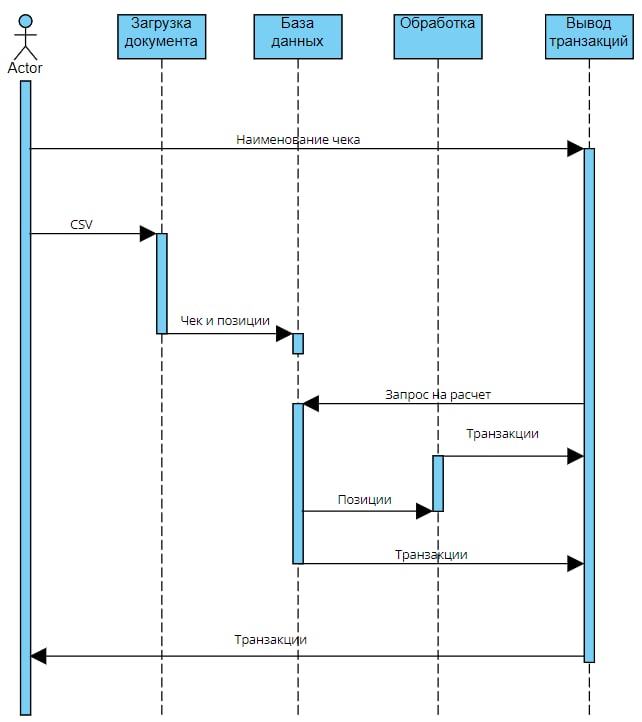 Actor
Загрузка
документа
База
данных
Обработка
Вывод
транзакций
Наименование чека
CSV
Чек и позиции
Запрос на расчет
Транзакции
Позиции
Транзакции
Транзакции